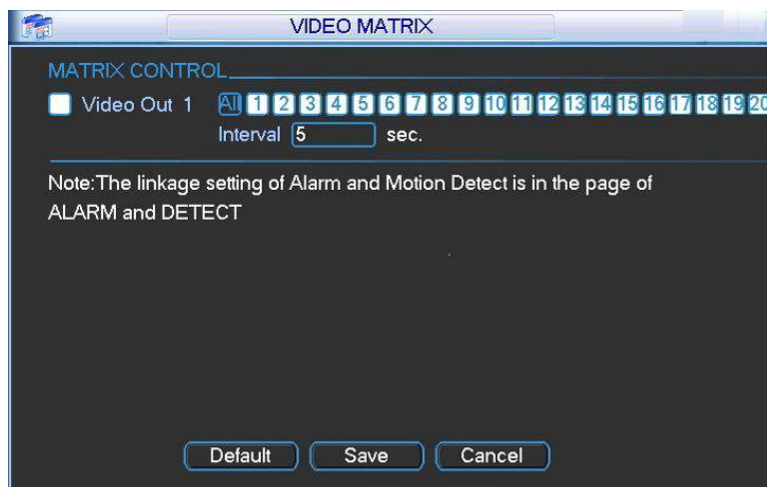 VIDEO MATRIX
MATRIX CONTROL
Video Out 1 All 1 2 3 4 5 6 7 8 9 10 11 12 13 14 15 16 17 18 19 20
Interval 5 sec.
Note:The linkage setting of Alarm and Motion Detect is in the page of
ALARM and DETECT
Default Save Cancel